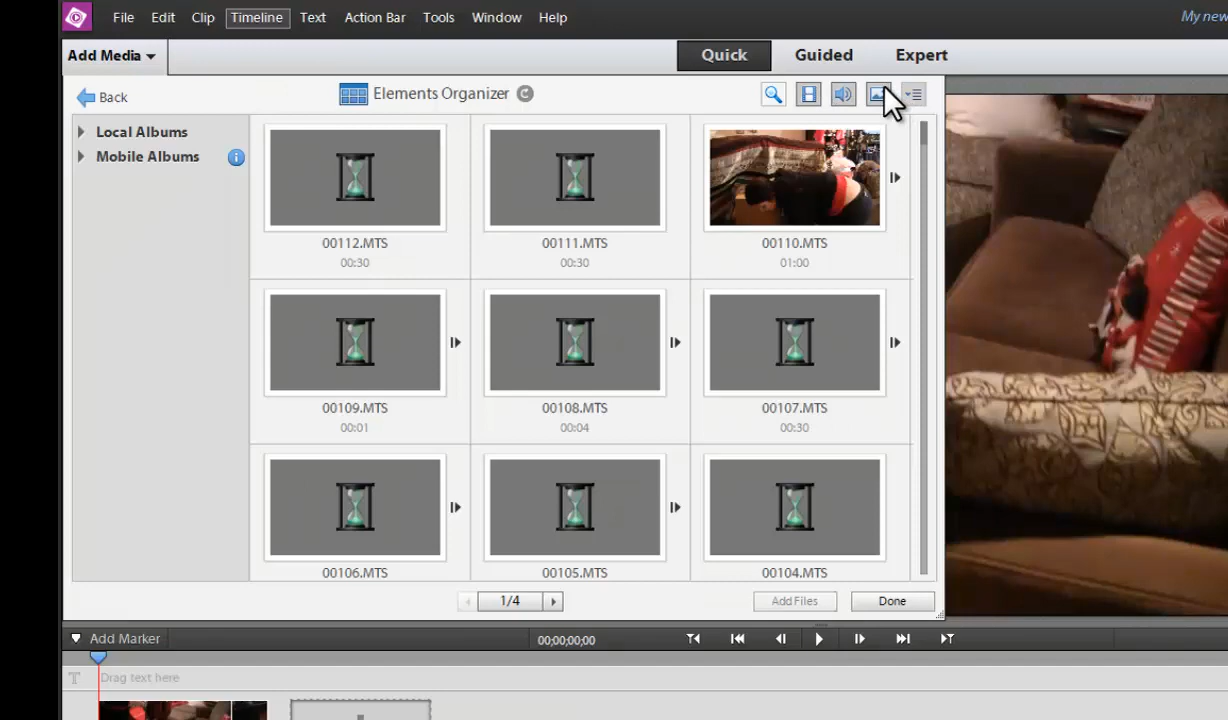 File Edit Clip Timeline Text Action Bar Tools Window Help
My new
Add Media
Quick Guided Expert
Back
Elements Organizer
Local Albums
Mobile Albums
00112.MTS 00111.MTS 00110.MTS
00:30 00:30 01:00
00109.MTS 00108.MTS 00107.MTS
00:01 00:04 00:30
00106.MTS 00105.MTS 00104.MTS
1/4 Add Files Done
Add Marker 00;00;00;00
T Drag text here